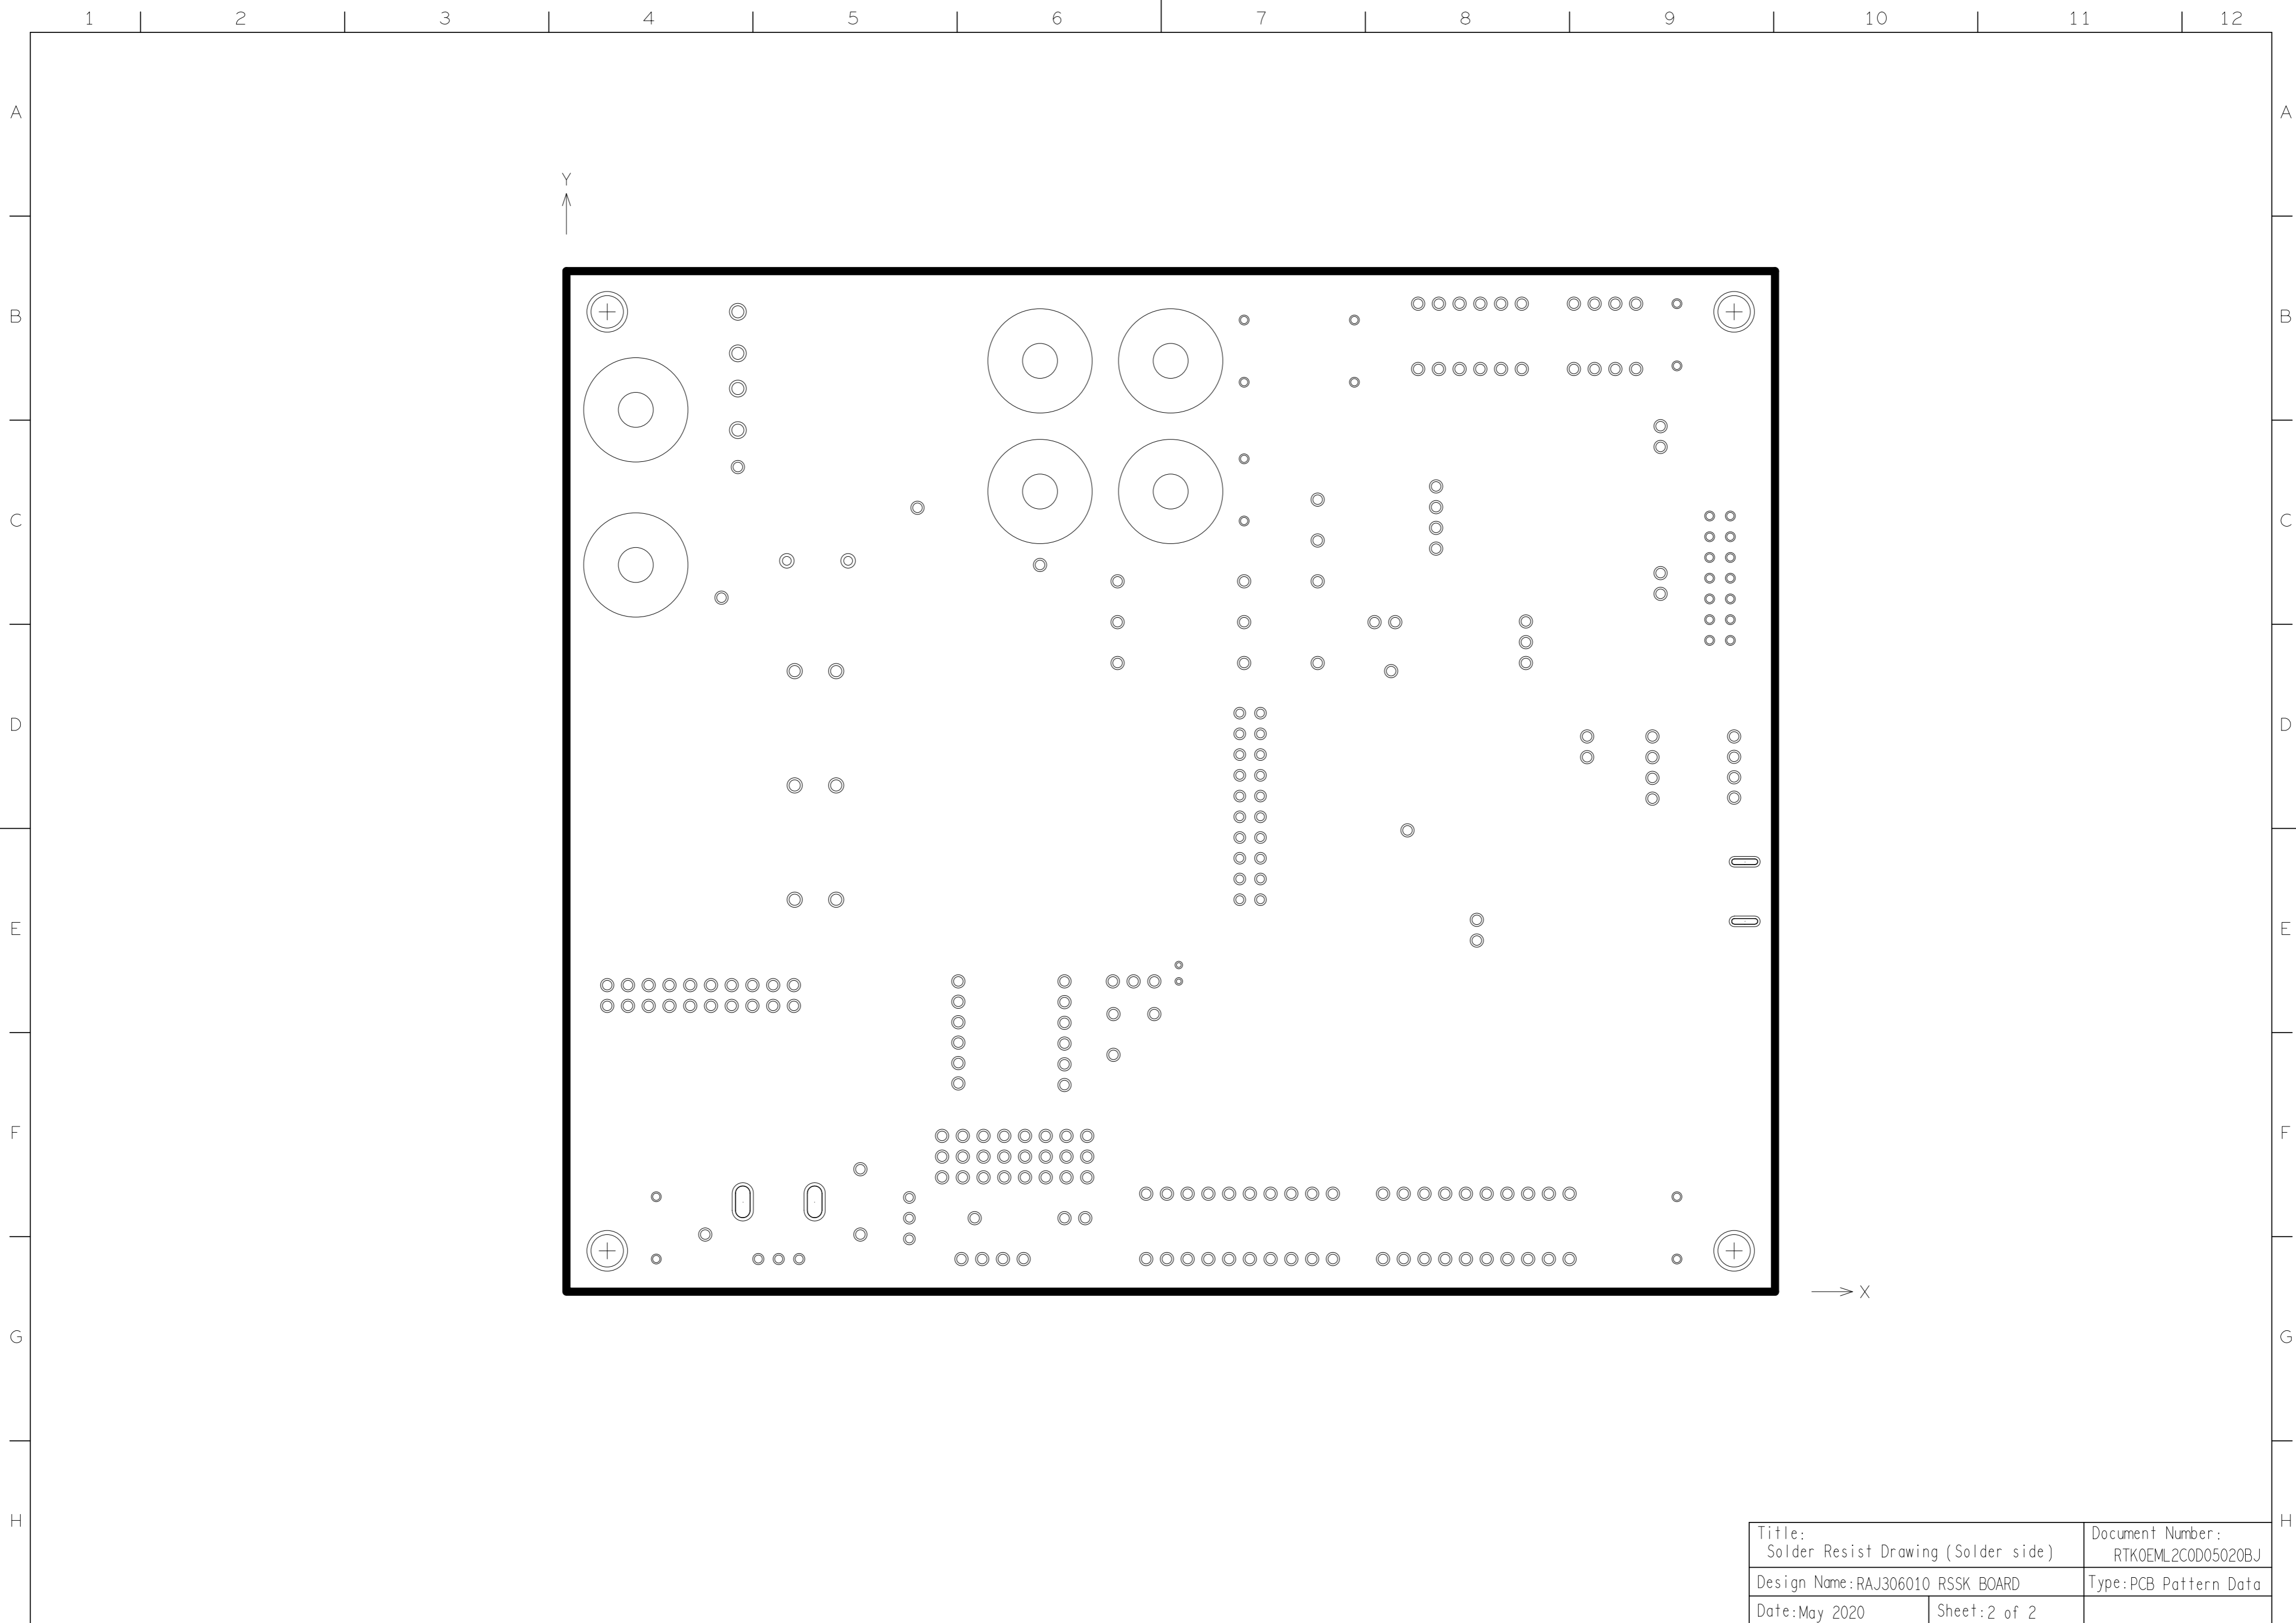 1 2 3 4 5 6 7 8 9 10 11 12
A A
Y
B B
C C
D D
E E
F F
X
G G
H H
Title: Document Number:
Solder Resist Drawing (Solder side) RTK0EML2C0D05020BJ
Design Name: RAJ306010 RSSK BOARD Type: PCB Pattern Data
Date: May 2020 Sheet: 2 of 2